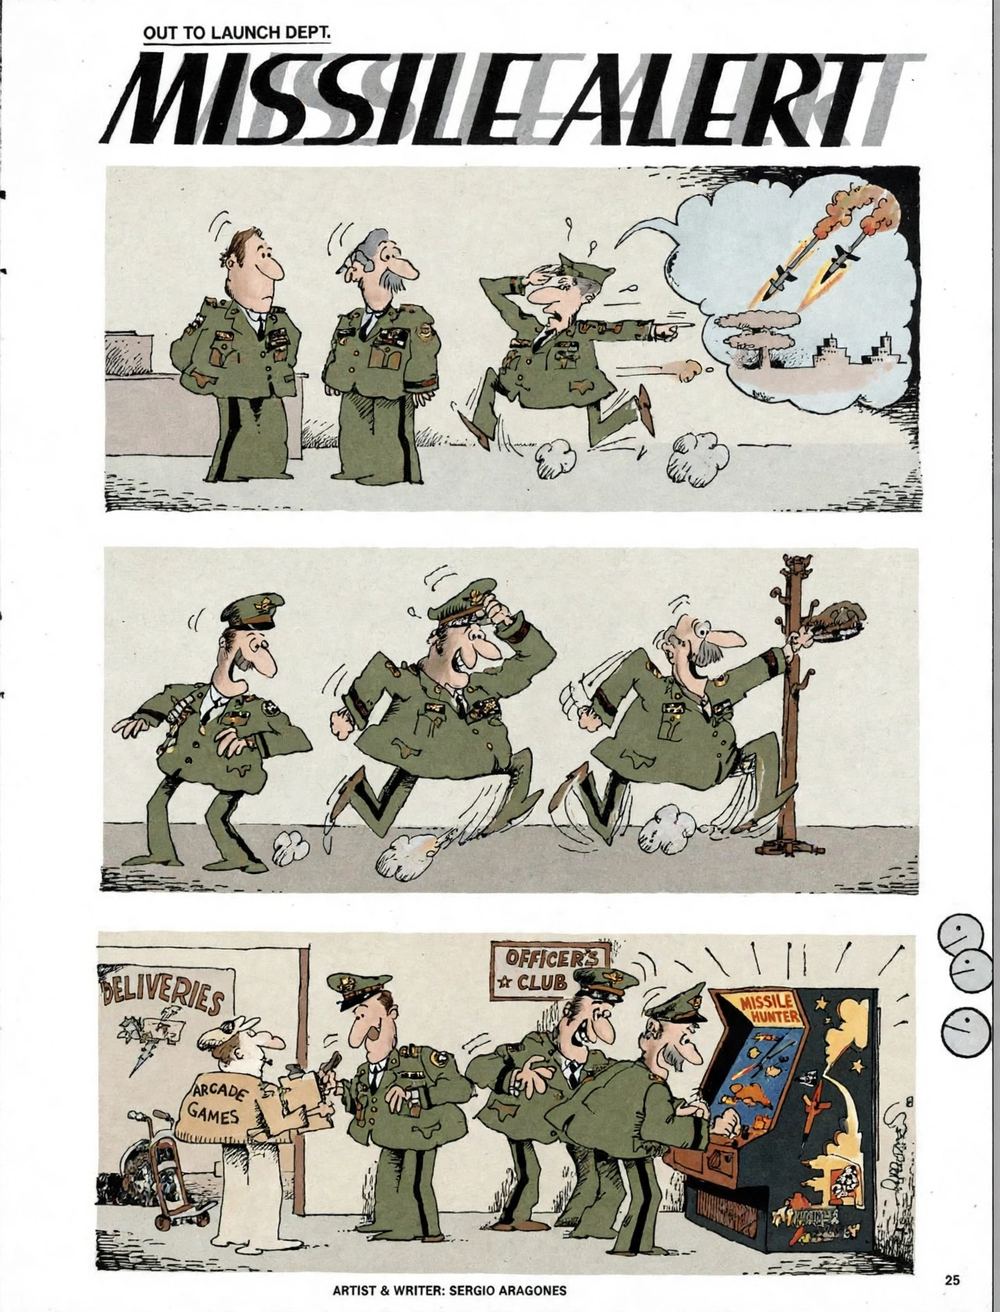 OUT TO LAUNCH DEPT.
MISSILE ALERT
DELIVERIES
ARCADE
GAMES
OFFICER'S
☆ CLUB
MISSILE
HUNTER
ARTIST & WRITER: SERGIO ARAGONES
25